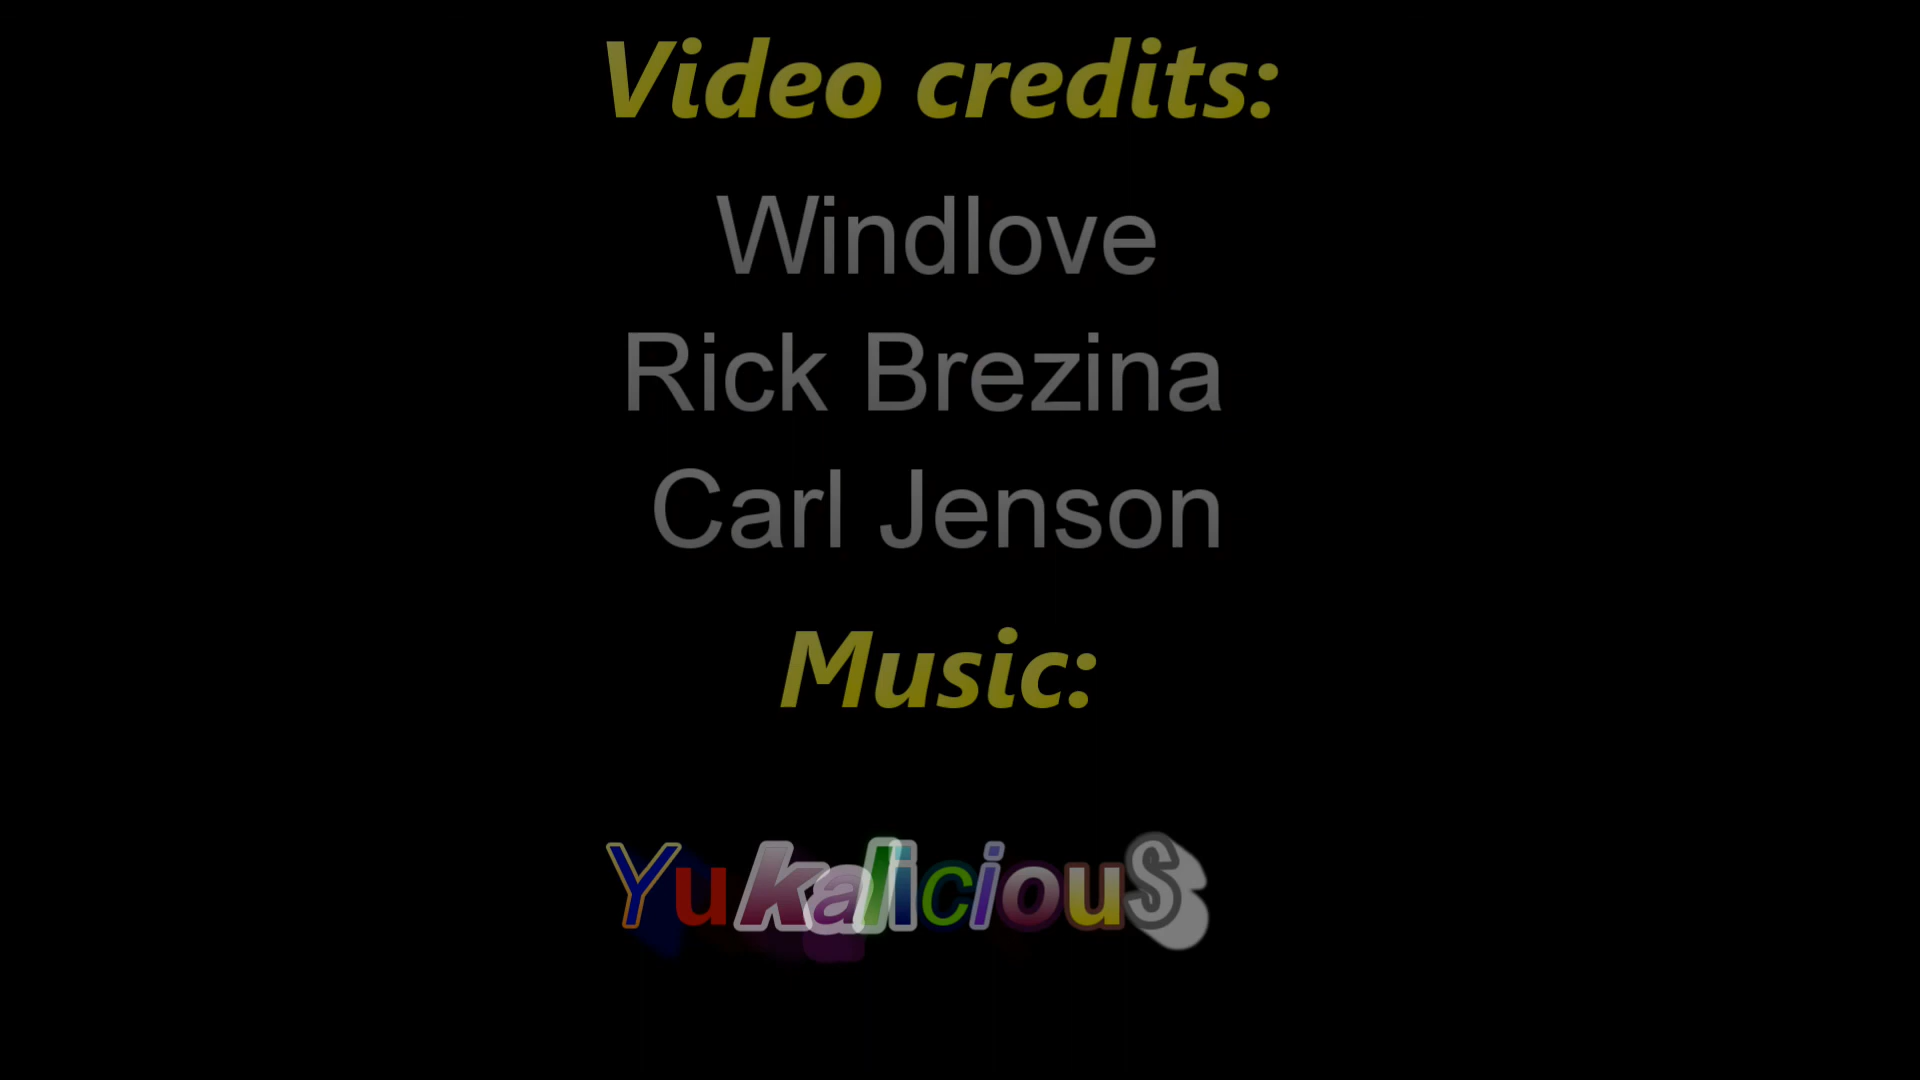 Video credits:
Windlove
Rick Brezina
Carl Jenson
Music:
YukaliciouS